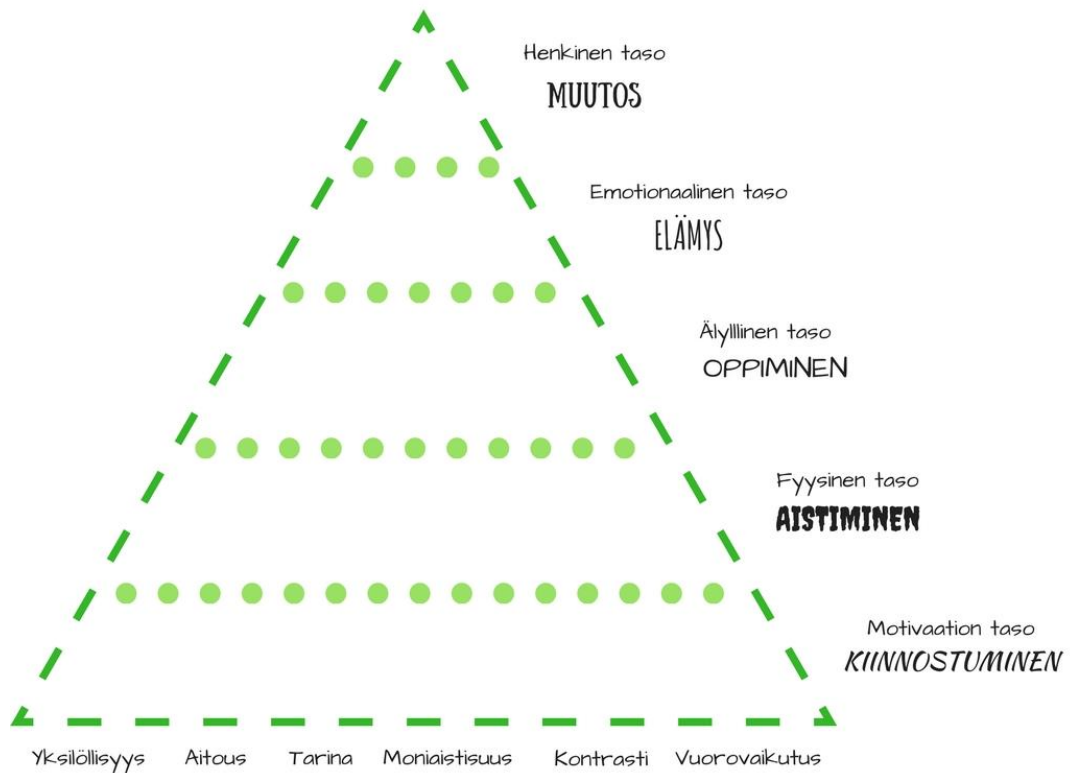 Henkinen taso
MUUTOS
Emotionaalinen taso
ELÄMYS
Älylllinen taso
OPPIMINEN
Fyysinen taso
AISTIMINEN
Motivaation taso
KIINNOSTUMINEN
Yksilöllisyys Aitous Tarina Moniaistisuus Kontrasti Vuorovaikutus